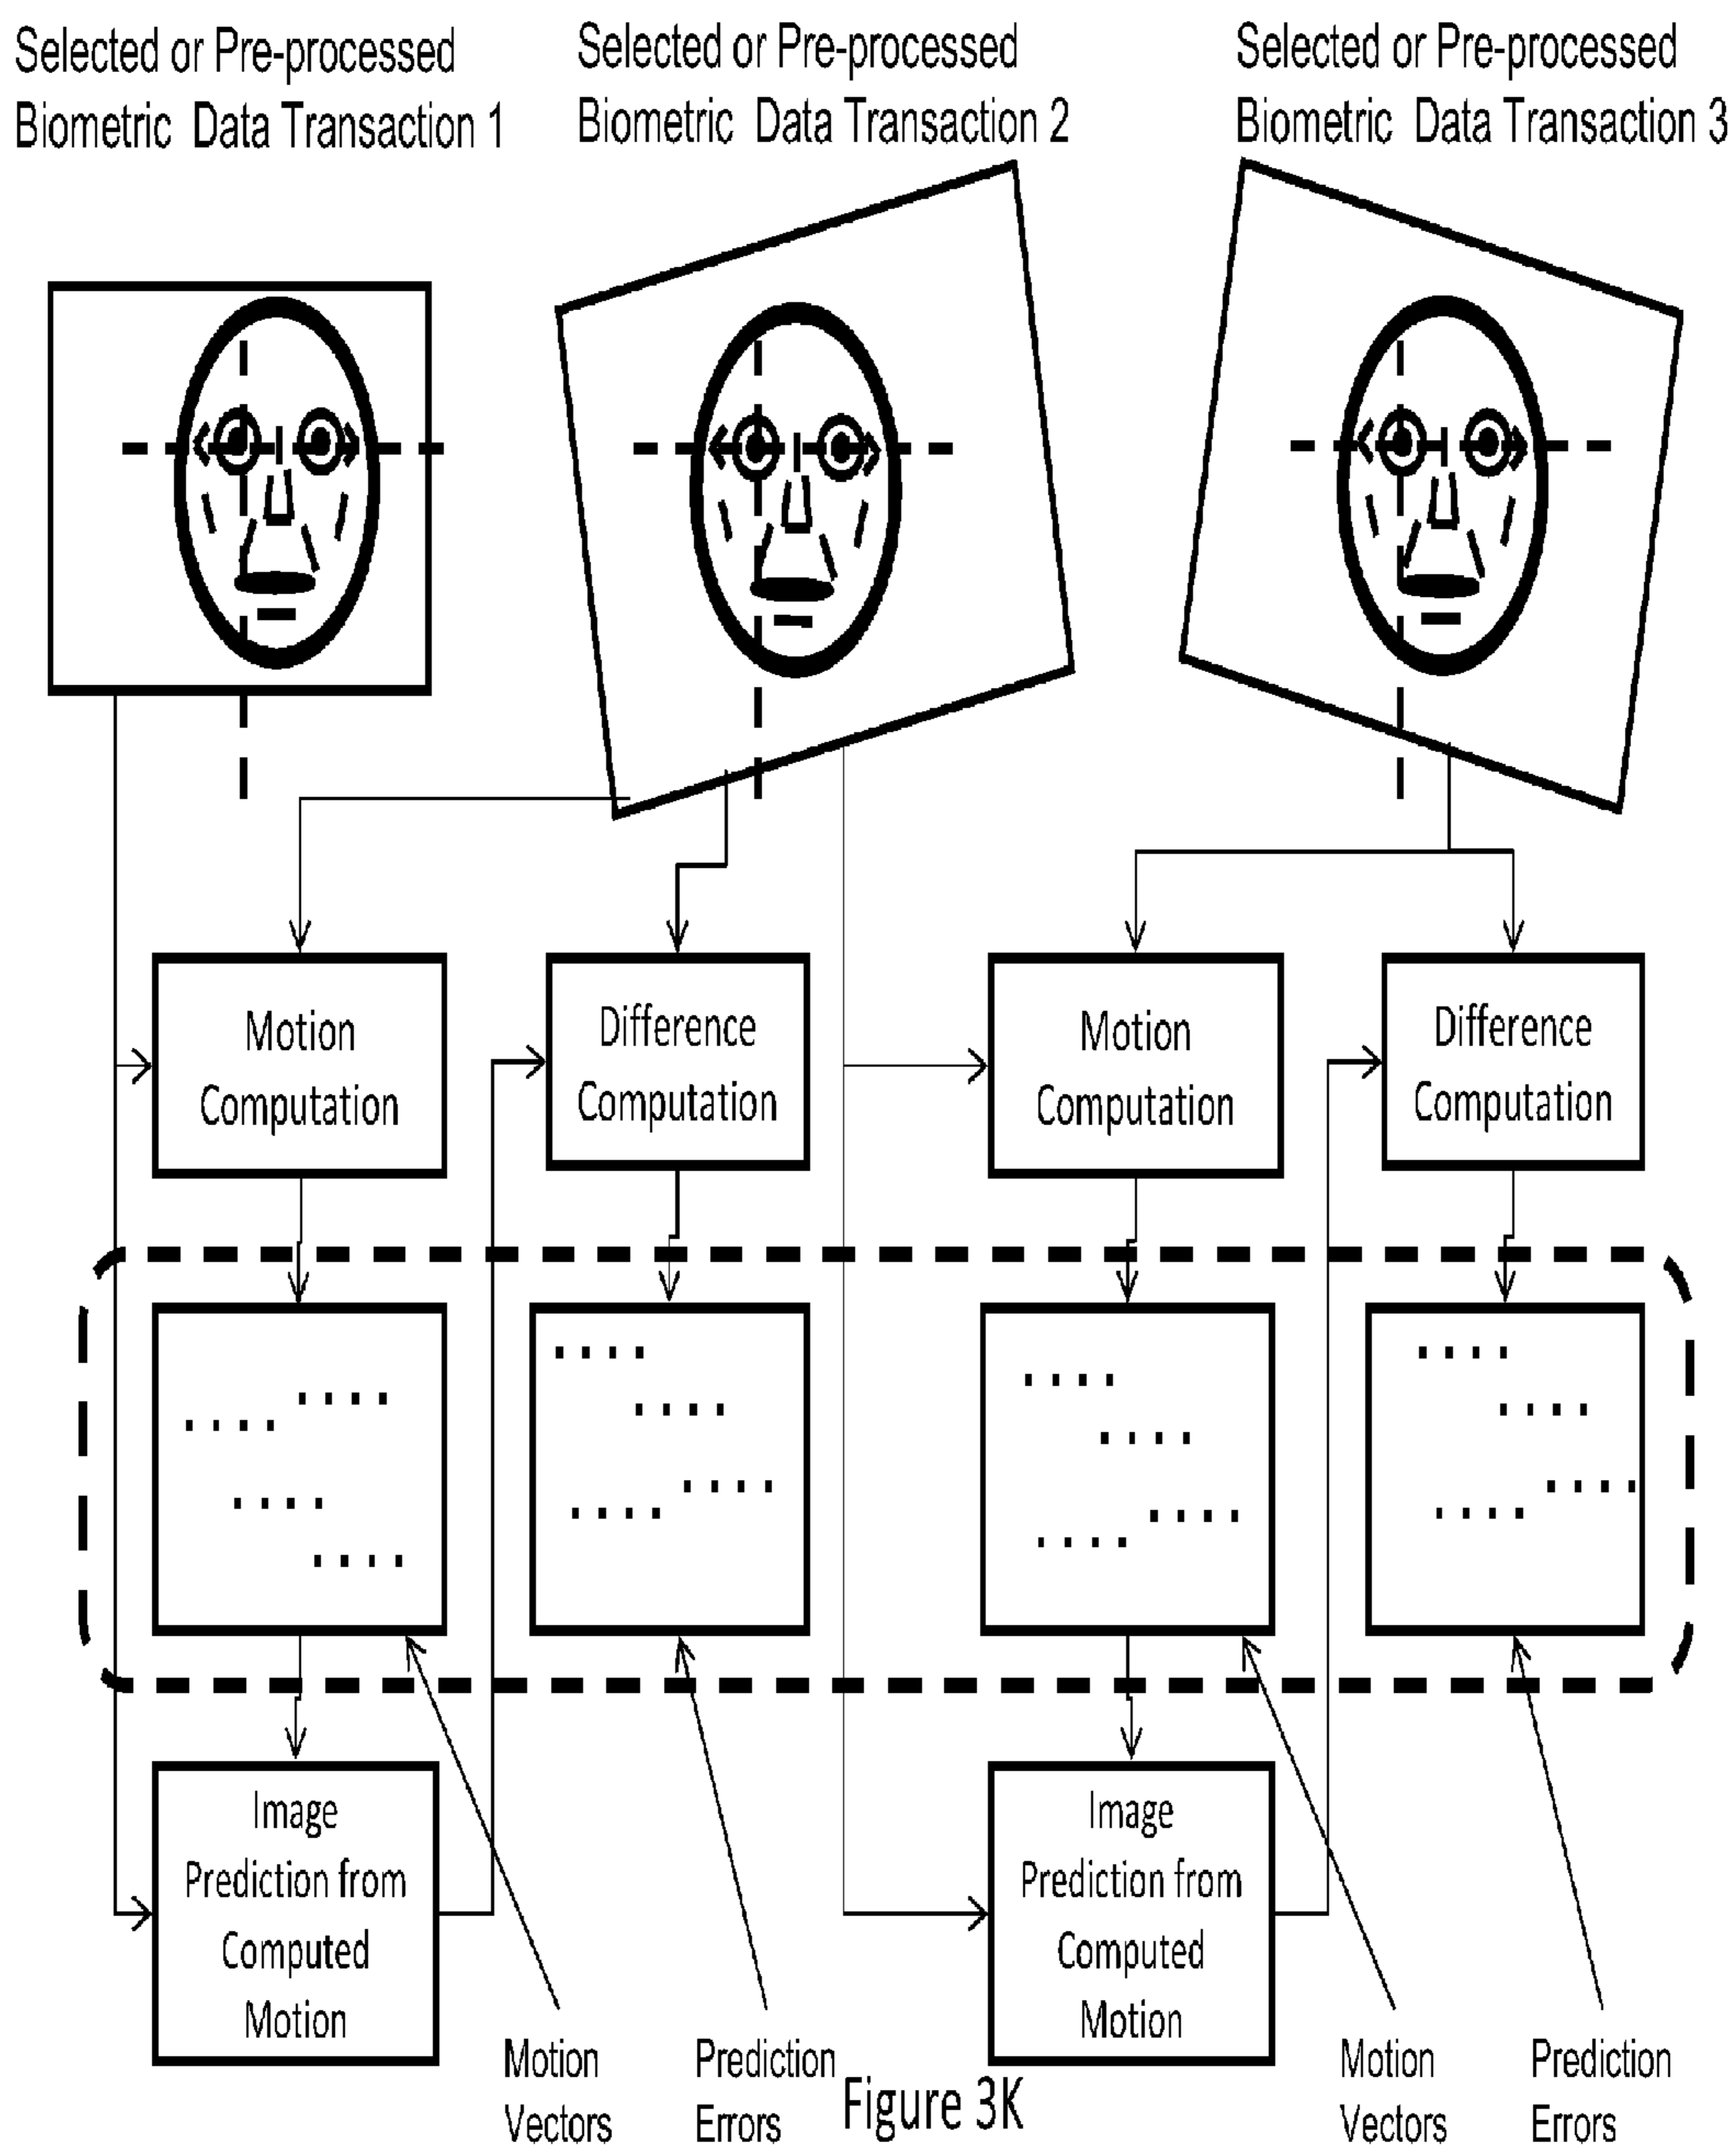 Selected or Pre-processed
Biometric Data Transaction 1
Selected or Pre-processed
Biometric Data Transaction 2
Selected or Pre-processed
Biometric Data Transaction 3
Motion
Computation
Difference
Computation
Motion
Computation
Difference
Computation
Image
Prediction from
Computed
Motion
Image
Prediction from
Computed
Motion
Motion
Vectors
Prediction
Errors
Figure 3K
Motion
Vectors
Prediction
Errors